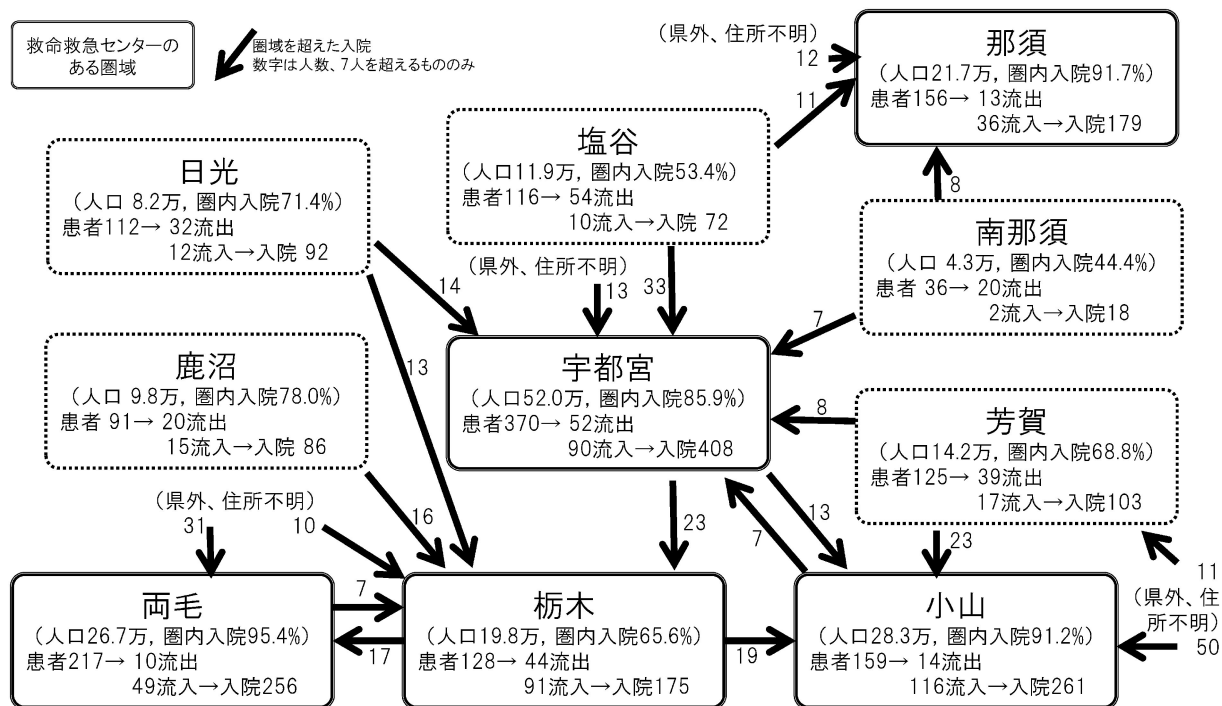 救命救急センターの
ある圏域
圏域を超えた入院
数字は人数、7人を超えるもののみ
(県外、住所不明)
12
那須
(人口21.7万, 圏内入院91.7%)
患者156→ 13流出
36流入→入院179
11
塩谷
(人口11.9万, 圏内入院53.4%)
患者116→ 54流出
10流入→入院 72
日光
(人口 8.2万, 圏内入院71.4%)
患者112→ 32流出
12流入→入院 92
8
南那須
(人口 4.3万, 圏内入院44.4%)
患者 36→ 20流出
2流入→入院18
(県外、住所不明)
13
33
14
7
13
鹿沼
(人口 9.8万, 圏内入院78.0%)
患者 91→ 20流出
15流入→入院 86
宇都宮
(人口52.0万, 圏内入院85.9%)
患者370→ 52流出
90流入→入院408
8
芳賀
(人口14.2万, 圏内入院68.8%)
患者125→ 39流出
17流入→入院103
(県外、住所不明)
31
10
16
23
7
13
23
11
(県外、住
所不明)
50
両毛
(人口26.7万, 圏内入院95.4%)
患者217→ 10流出
49流入→入院256
7
17
栃木
(人口19.8万, 圏内入院65.6%)
患者128→ 44流出
91流入→入院175
19
小山
(人口28.3万, 圏内入院91.2%)
患者159→ 14流出
116流入→入院261